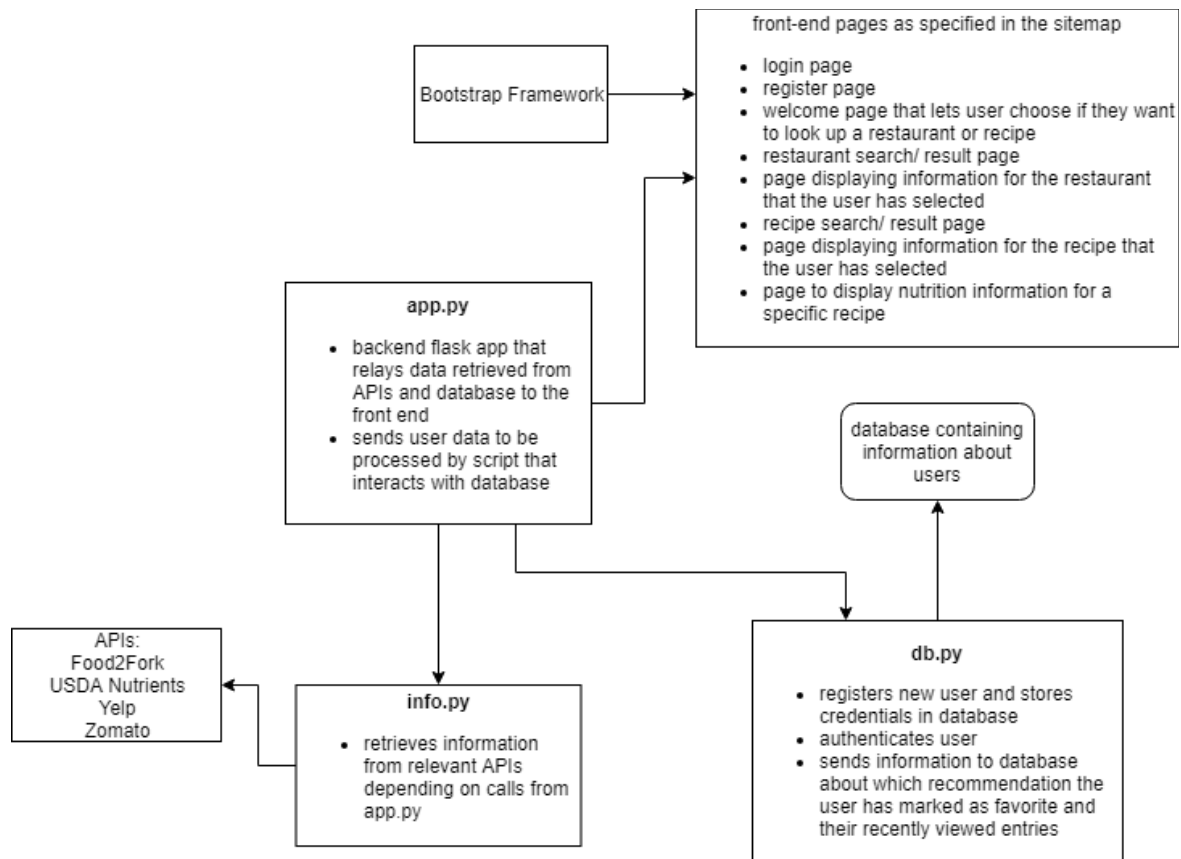 front-end pages as specified in the sitemap
• login page
• register page
• welcome page that lets user choose if they want
to look up a restaurant or recipe
• restaurant search/ result page
• page displaying information for the restaurant
that the user has selected
• recipe search/ result page
• page displaying information for the recipe that
the user has selected
• page to display nutrition information for a
specific recipe
Bootstrap Framework
app.py
• backend flask app that
relays data retrieved from
APIs and database to the
front end
• sends user data to be
processed by script that
interacts with database
database containing
information about
users
APIs:
Food2Fork
USDA Nutrients
Yelp
Zomato
info.py
• retrieves information
from relevant APIs
depending on calls from
app.py
db.py
• registers new user and stores
credentials in database
• authenticates user
• sends information to database
about which recommendation the
user has marked as favorite and
their recently viewed entries